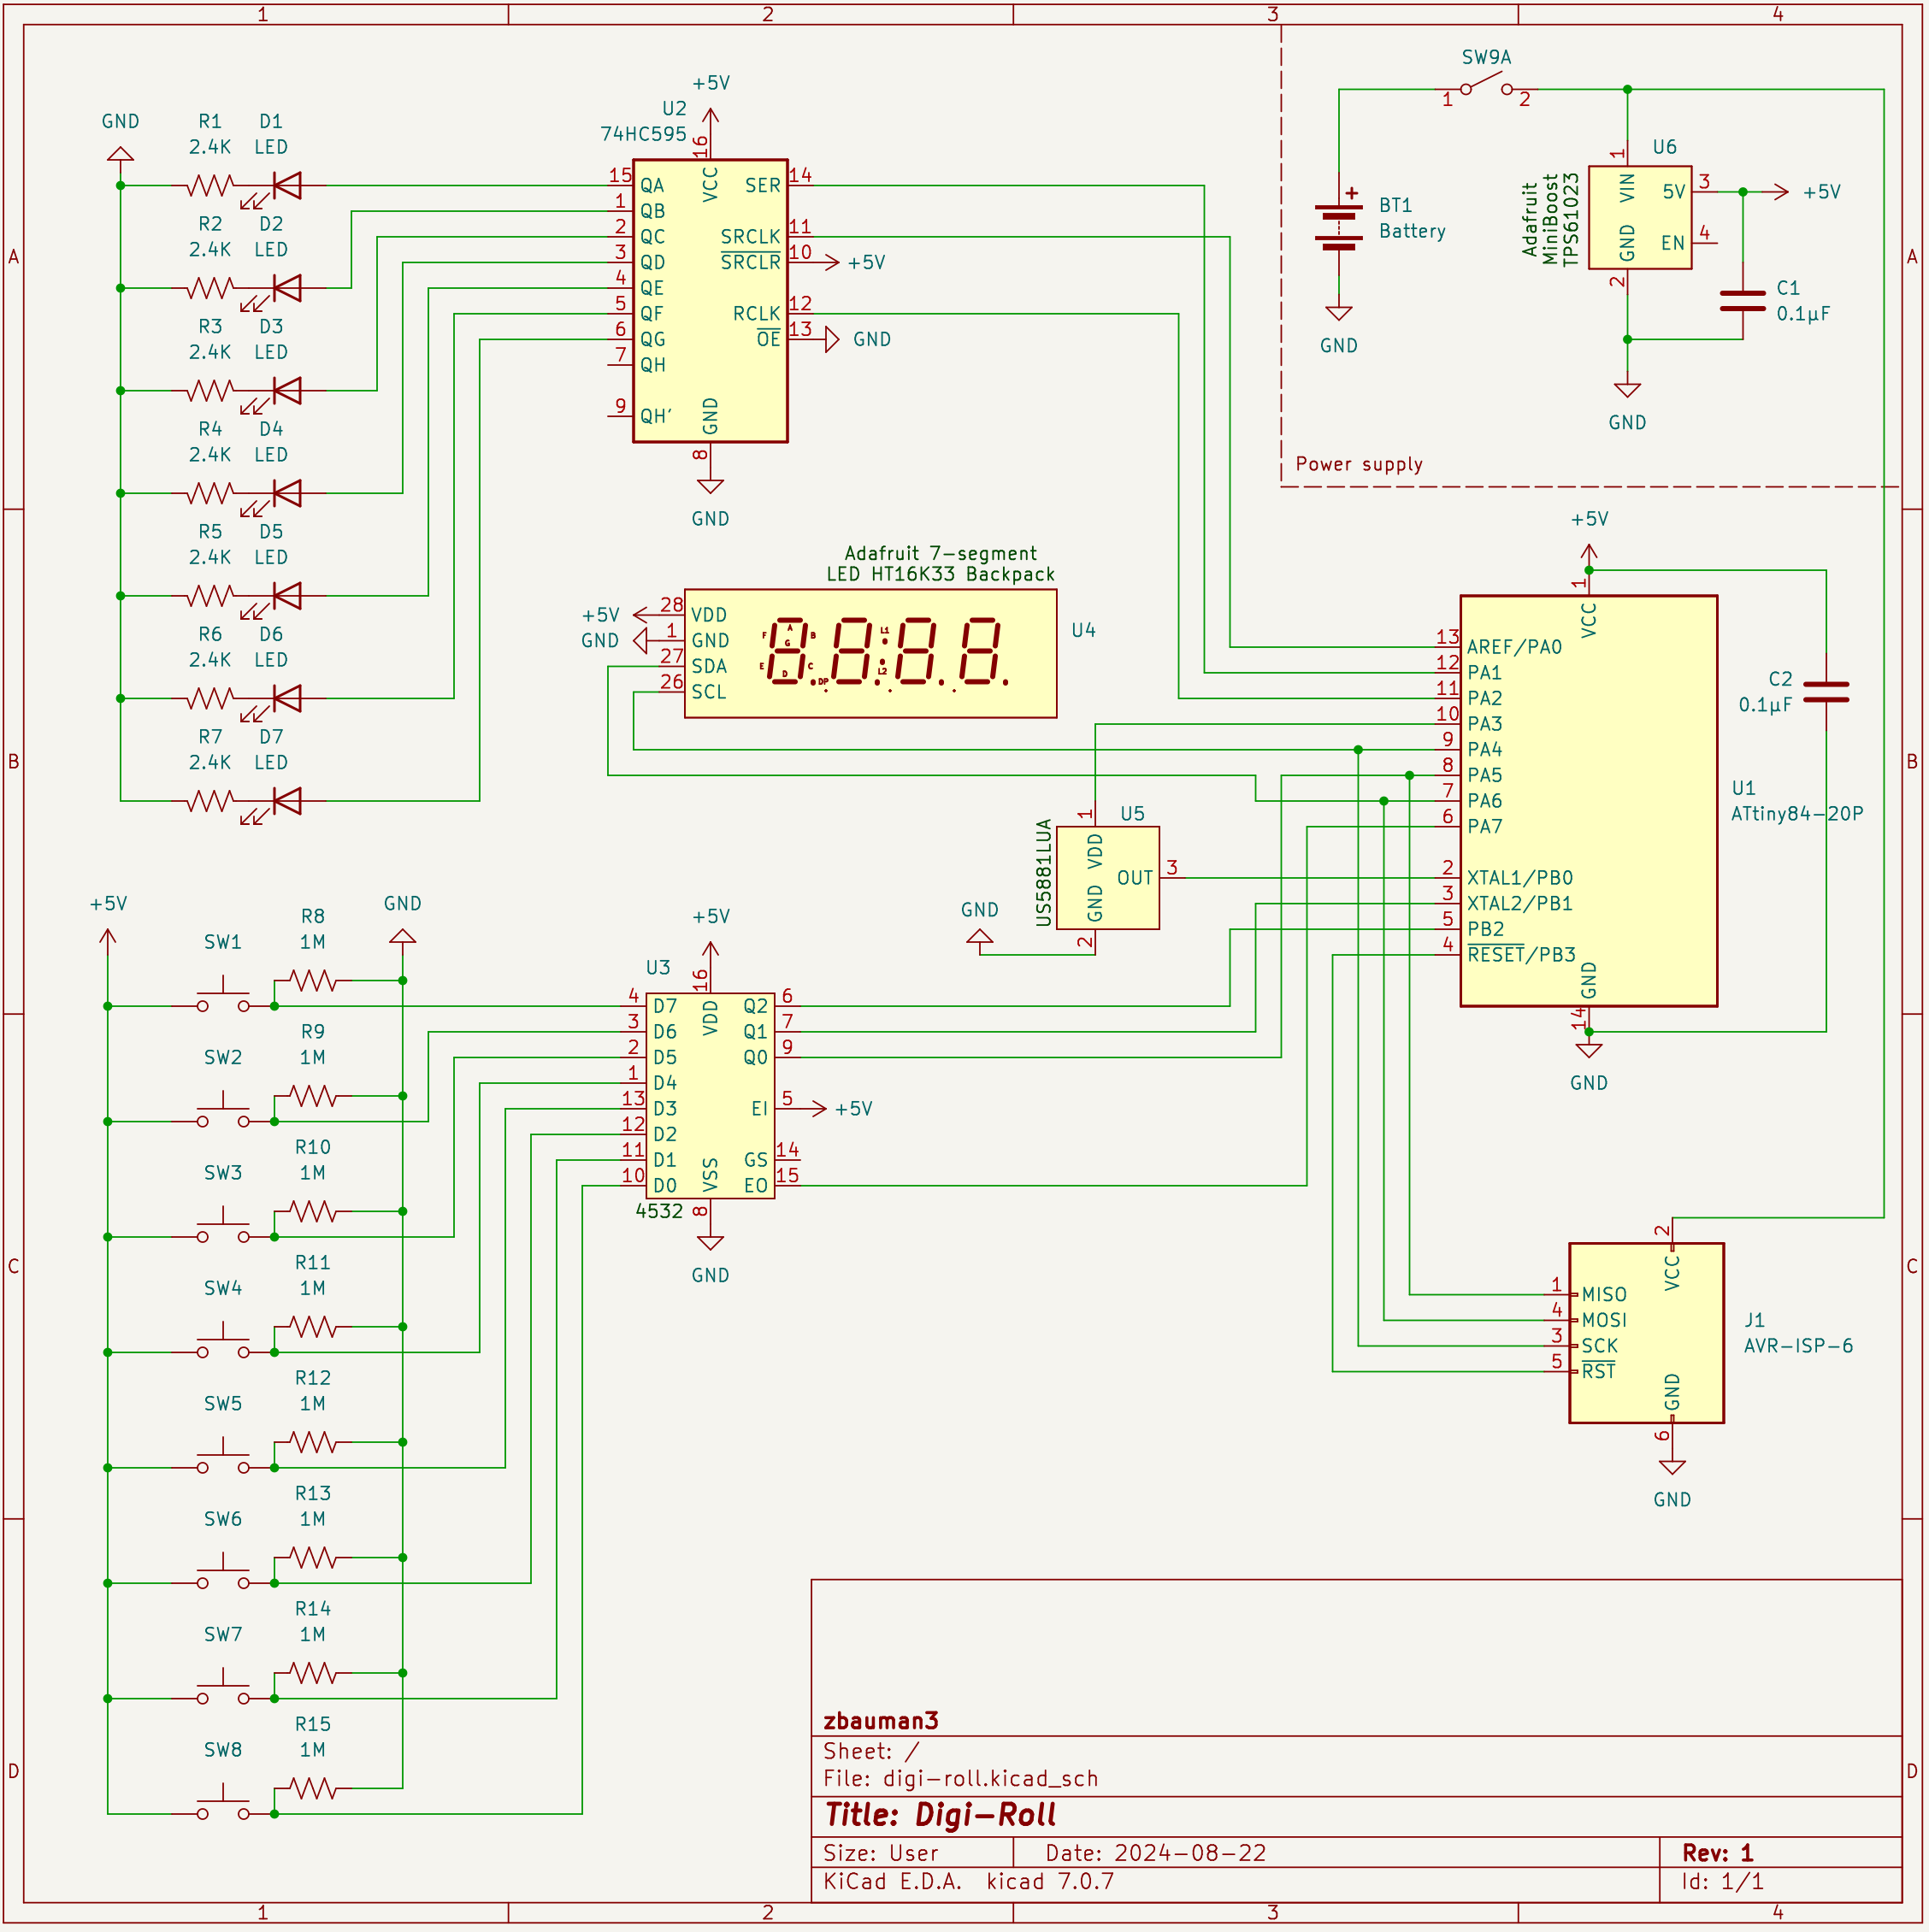 1 2 3 4
A
B
C
D
A
B
C
D
1 2 3 4
GND
R1 D1
2.4K LED
R2 D2
2.4K LED
R3 D3
2.4K LED
R4 D4
2.4K LED
R5 D5
2.4K LED
R6 D6
2.4K LED
R7 D7
2.4K LED
+5V
U2
74HC595
16
VCC
15 QA
1 QB
2 QC
3 QD
4 QE
5 QF
6 QG
7 QH
9 QH'
SER 14
SRCLK 11
SRCLR 10 +5V
RCLK 12
OE 13 GND
GND
8
GND
SW9A
1 2
+
BT1
Battery
GND
U6
Adafruit
MiniBoost
TPS61023
1
VIN
5V 3 +5V
EN 4
GND
2
C1
0.1µF
GND
Power supply
Adafruit 7-segment
LED HT16K33 Backpack
+5V 28 VDD
GND 1 GND
27 SDA
26 SCL
A
F B
G
E C
D
DP
L1
L2
U4
+5V
1
VCC
13 AREF/PA0
12 PA1
11 PA2
10 PA3
9 PA4
8 PA5
7 PA6
6 PA7
2 XTAL1/PB0
3 XTAL2/PB1
5 PB2
4 RESET/PB3
GND
14
GND
U1
ATtiny84-20P
C2
0.1µF
U5
US5881LUA
1
VDD
OUT 3
GND
2
GND
+5V GND
R8
SW1 1M
R9
SW2 1M
R10
SW3 1M
R11
SW4 1M
R12
SW5 1M
R13
SW6 1M
R14
SW7 1M
R15
SW8 1M
+5V
U3
16
VDD
4 D7
3 D6
2 D5
1 D4
13 D3
12 D2
11 D1
10 D0
Q2 6
Q1 7
Q0 9
EI 5 +5V
GS 14
EO 15
VSS
4532
8
GND
2
VCC
1 MISO
4 MOSI
3 SCK
5 RST
GND
6
GND
J1
AVR-ISP-6
zbauman3
Sheet: /
File: digi-roll.kicad_sch
Title: Digi-Roll
Size: User Date: 2024-08-22 Rev: 1
KiCad E.D.A. kicad 7.0.7 Id: 1/1